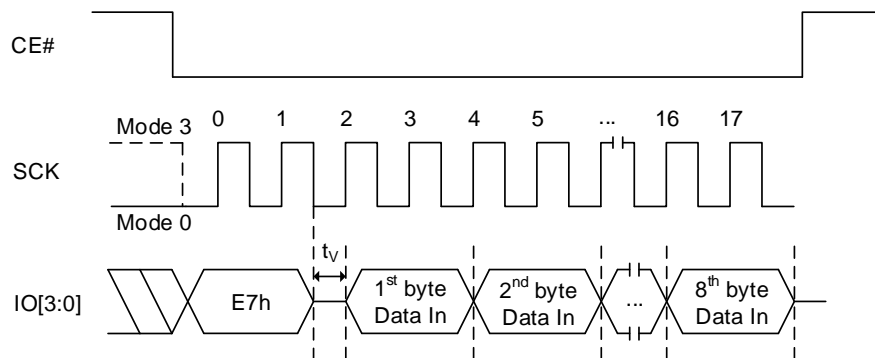 CE#
0 1 2 3 4 5 ... 16 17
Mode 3
SCK
Mode 0
tV
IO[3:0]
E7h
1st byte
Data In
2nd byte
Data In
...
8th byte
Data In